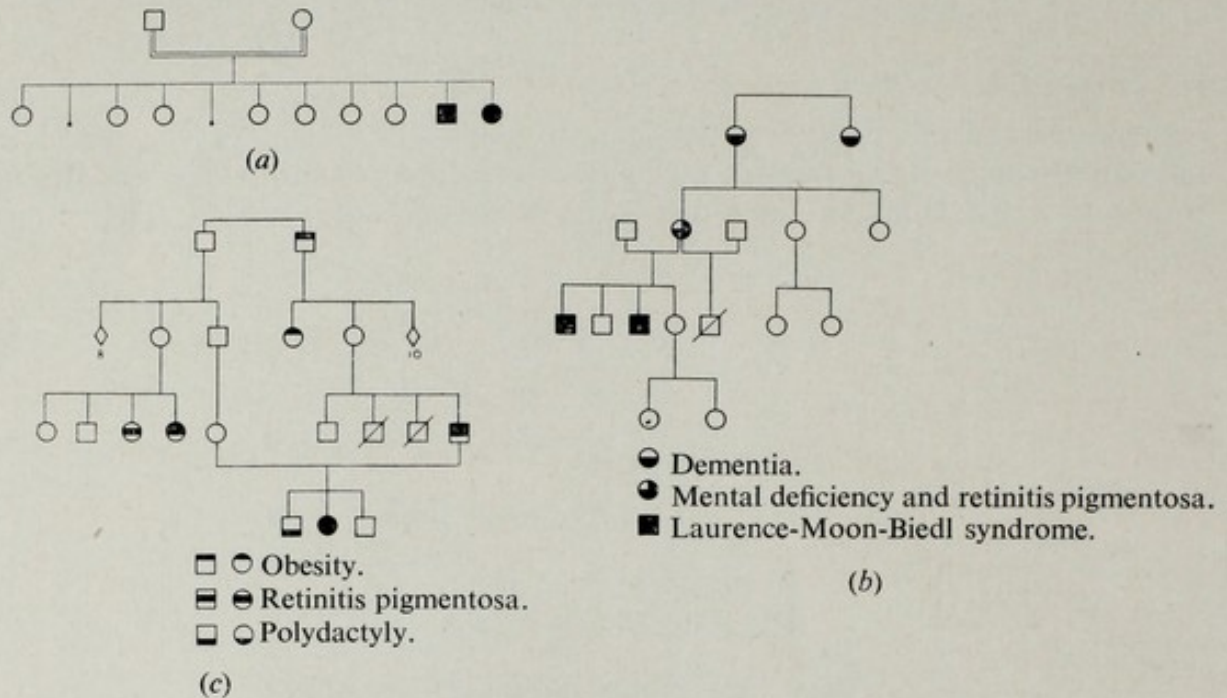 (a)
8
10
Dementia.
Mental deficiency and retinitis pigmentosa.
Laurence-Moon-Biedl syndrome.
(b)
Obesity.
Retinitis pigmentosa.
Polydactyly.
(c)